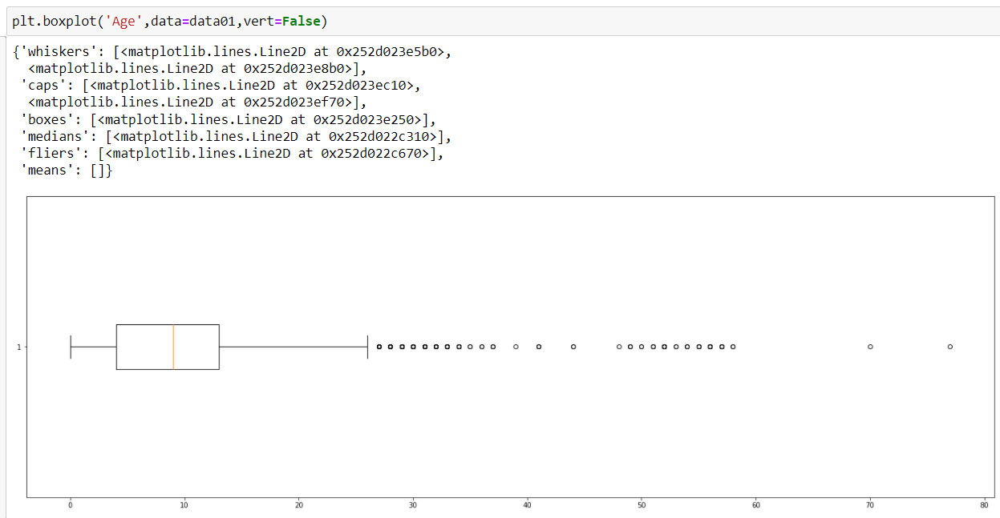 plt.boxplot('Age',data=data01,vert=False)
{'whiskers': [<matplotlib.lines.Line2D at 0x252d023e5b0>,
  <matplotlib.lines.Line2D at 0x252d023e8b0>],
 'caps': [<matplotlib.lines.Line2D at 0x252d023ec10>,
  <matplotlib.lines.Line2D at 0x252d023ef70>],
 'boxes': [<matplotlib.lines.Line2D at 0x252d023e250>],
 'medians': [<matplotlib.lines.Line2D at 0x252d022c310>],
 'fliers': [<matplotlib.lines.Line2D at 0x252d022c670>],
 'means': []}
1
0 10 20 30 40 50 60 70 80